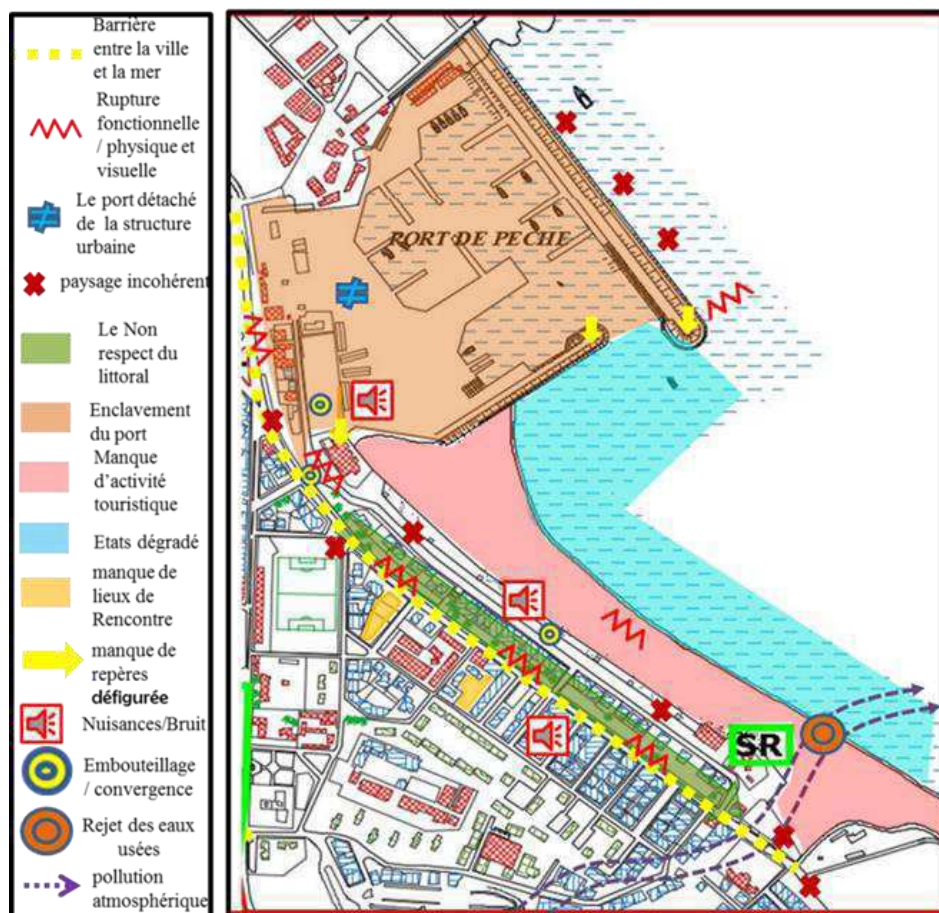 Barrière
entre la ville
et la mer
Rupture
fonctionnelle
/ physique et
visuelle
Le port détaché
de la structure
urbaine
paysage incohérent
Le Non
respect du
littoral
Enclavement
du port
Manque
d'activité
touristique
Etats dégradé
manque de
lieux de
Rencontre
manque de
repères
défigurée
Nuisances/Bruit
Embouteillage
/ convergence
Rejet des eaux
usées
pollution
atmosphérique
PORT DE PECHE
SR